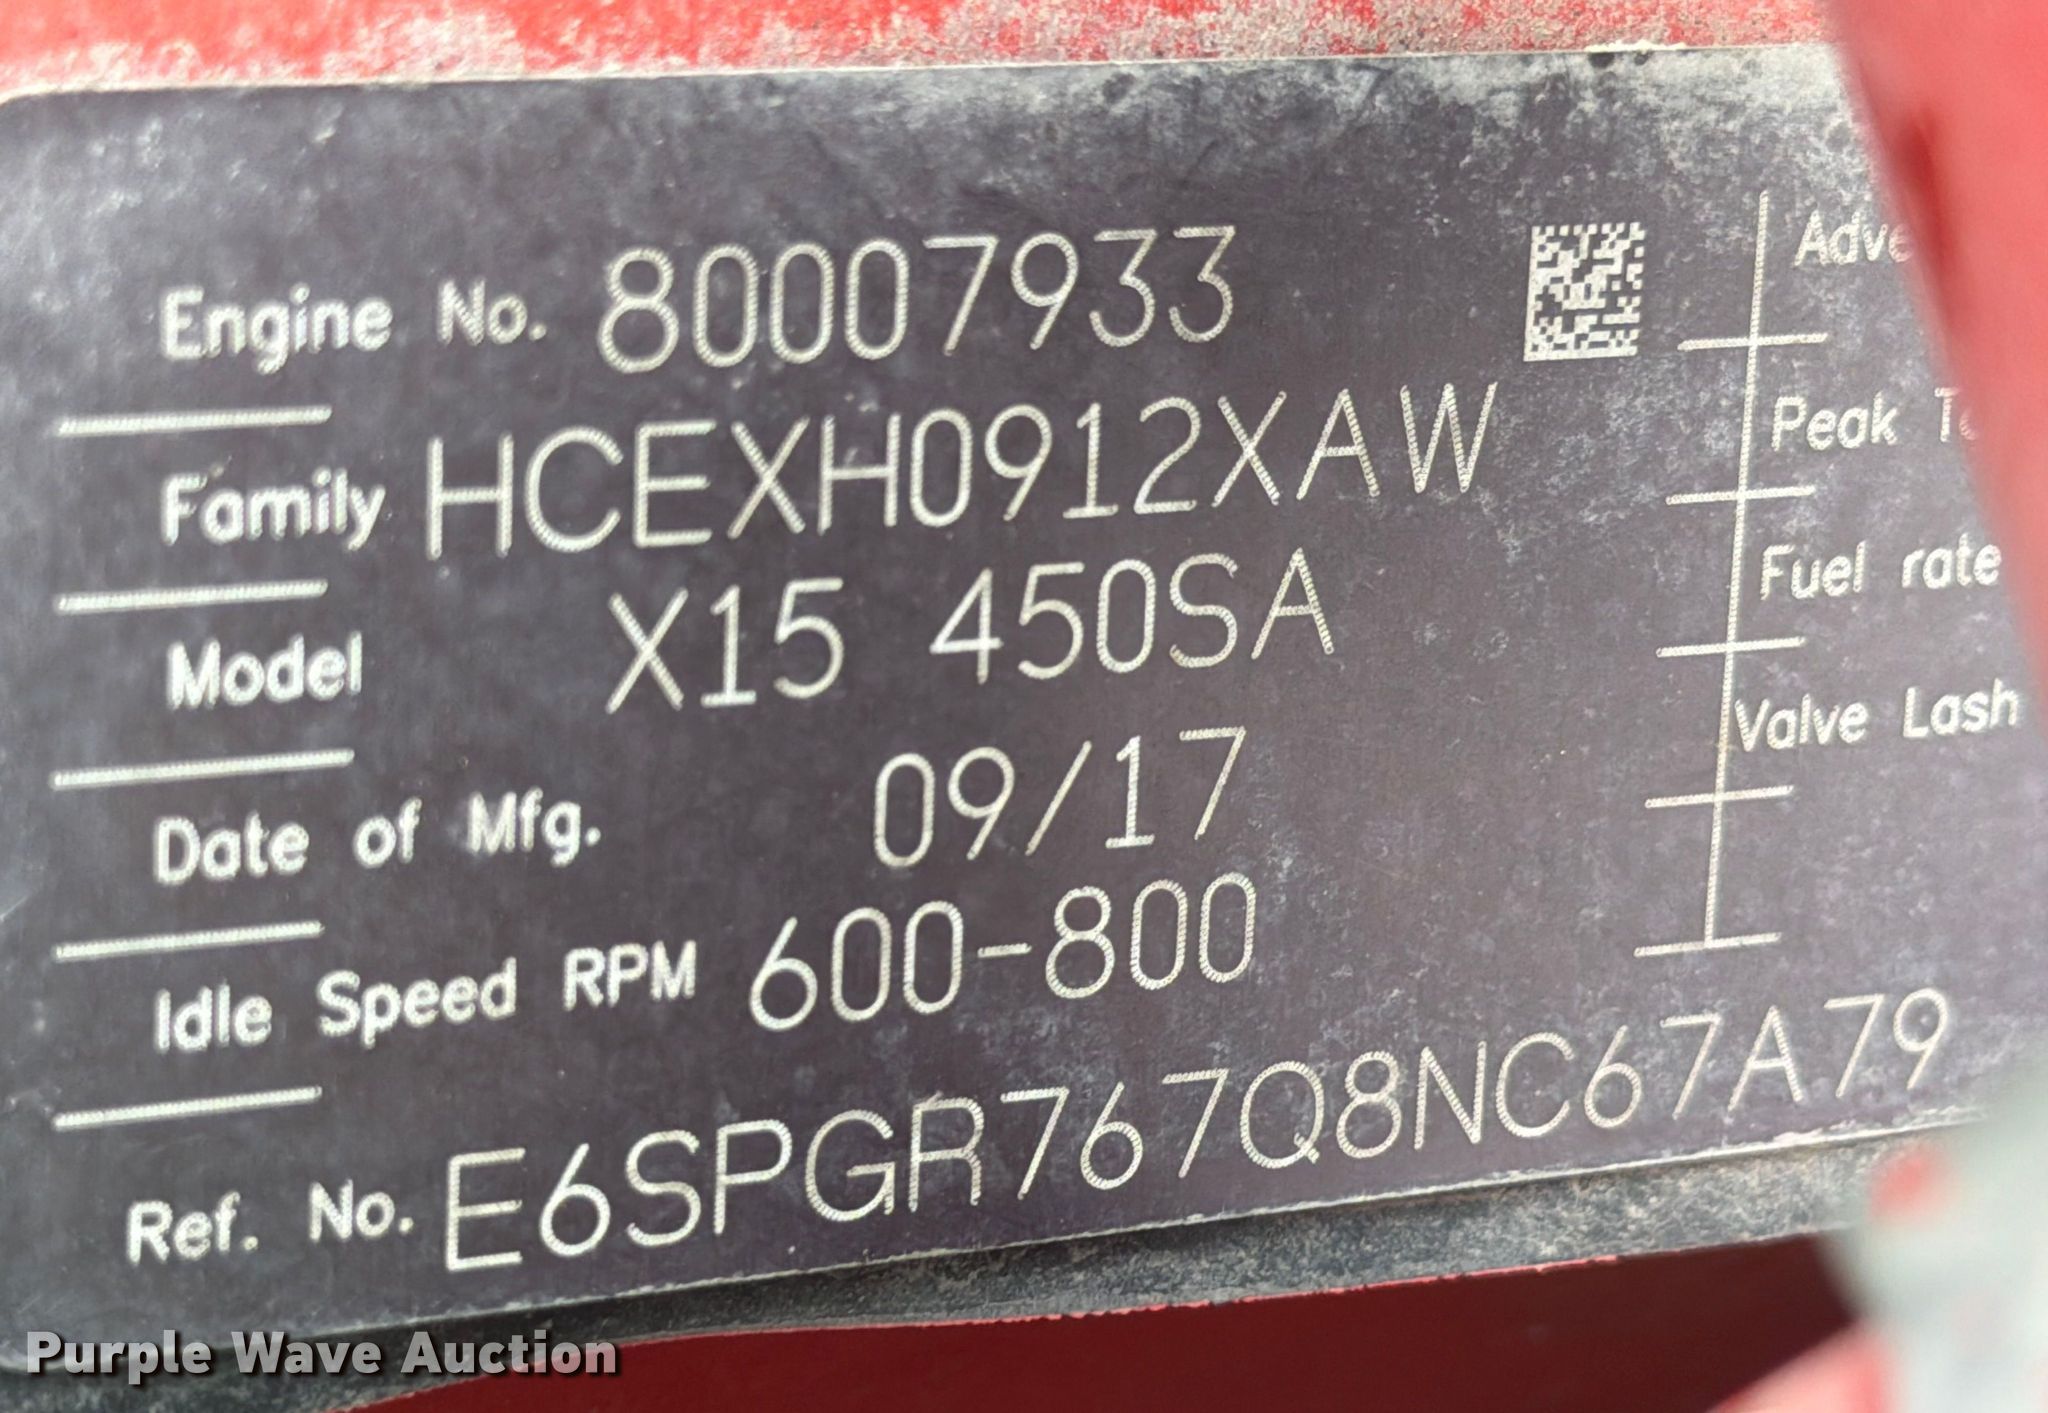 Engine No. 80007933
Family HCEXH0912XAW
Model X15 450SA
Date of Mfg. 09/17
Idle Speed RPM 600-800
Ref. No. E6SPGR767Q8NC67A79
Peak
Fuel rate
Valve Lash
Purple Wave Auction